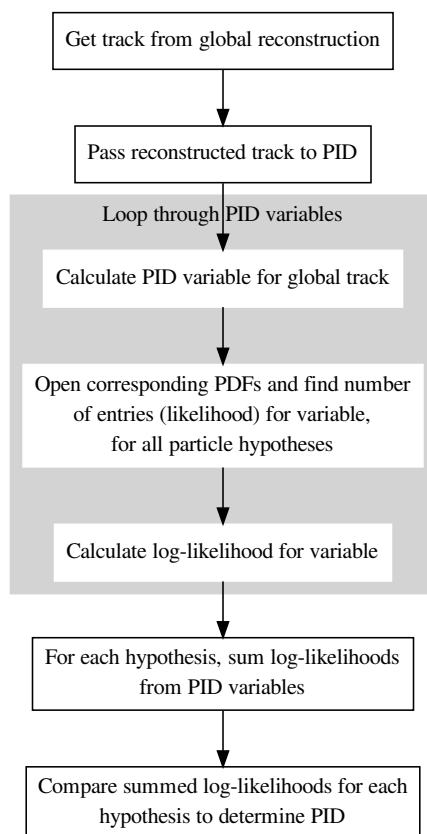 Get track from global reconstruction
Pass reconstructed track to PID
Loop through PID variables
Calculate PID variable for global track
Open corresponding PDFs and find number
of entries (likelihood) for variable,
for all particle hypotheses
Calculate log-likelihood for variable
For each hypothesis, sum log-likelihoods
from PID variables
Compare summed log-likelihoods for each
hypothesis to determine PID